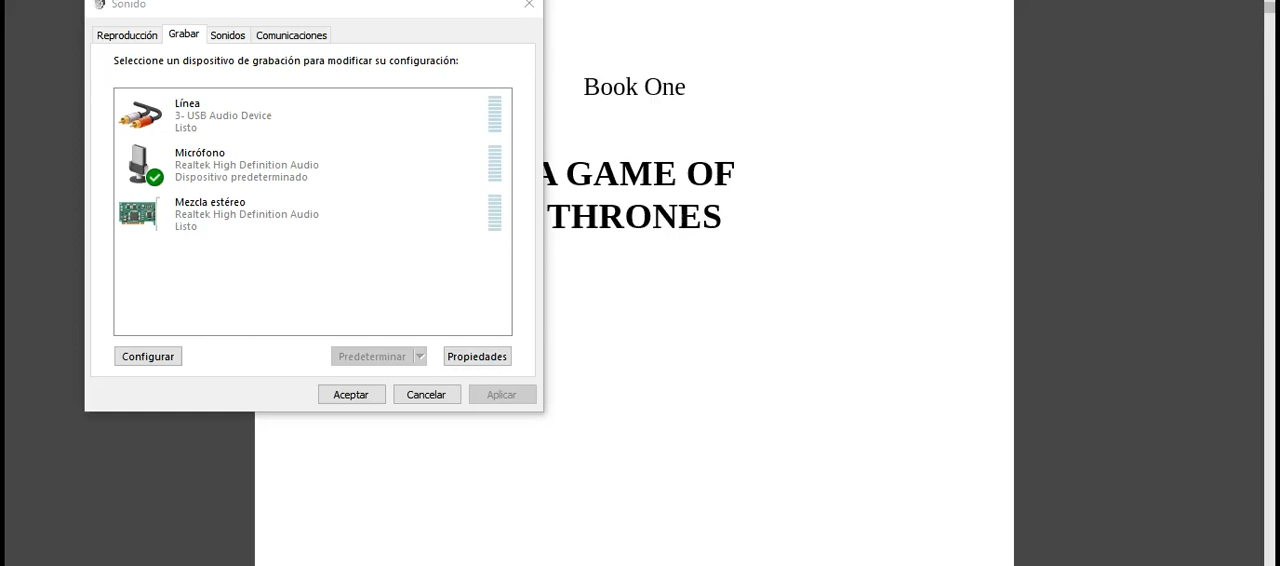 Sonido
Reproducción Grabar Sonidos Comunicaciones
Seleccione un dispositivo de grabación para modificar su configuración:
Línea
3- USB Audio Device
Listo
Micrófono
Realtek High Definition Audio
Dispositivo predeterminado
Mezcla estéreo
Realtek High Definition Audio
Listo
Configurar Predeterminar Propiedades
Aceptar Cancelar Aplicar
Book One
A GAME OF
THRONES